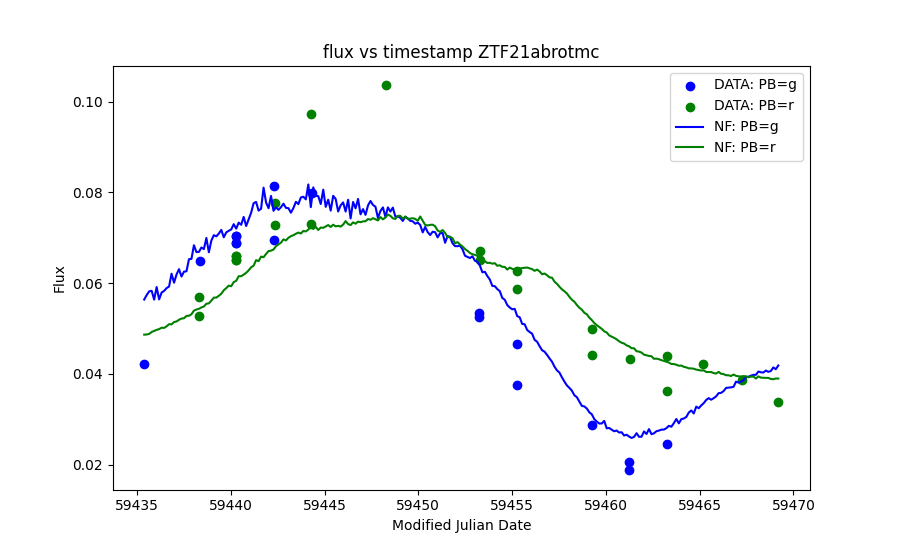 flux vs timestamp ZTF21abrotmc
DATA: PB=g
DATA: PB=r
NF: PB=g
NF: PB=r
0.10
0.08
0.06
0.04
0.02
Flux
59435 59440 59445 59450 59455 59460 59465 59470
Modified Julian Date